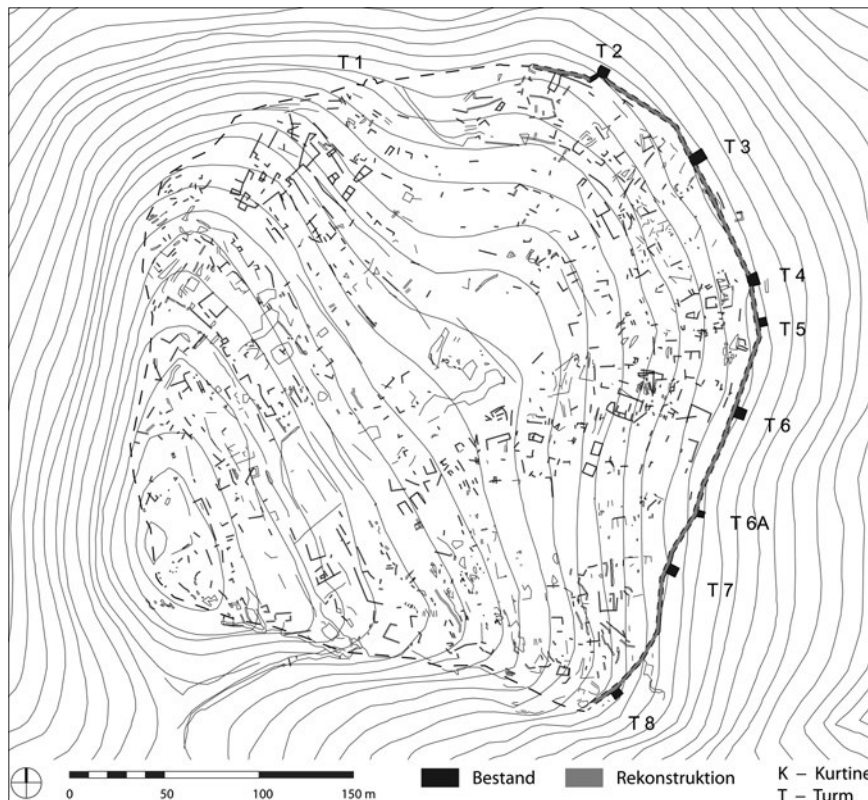 T 1
T 2
T 3
T 4
T 5
T 6
T 6A
T 7
T 8
0 50 100 150 m
Bestand
Rekonstruktion
K – Kurtine
T – Turm